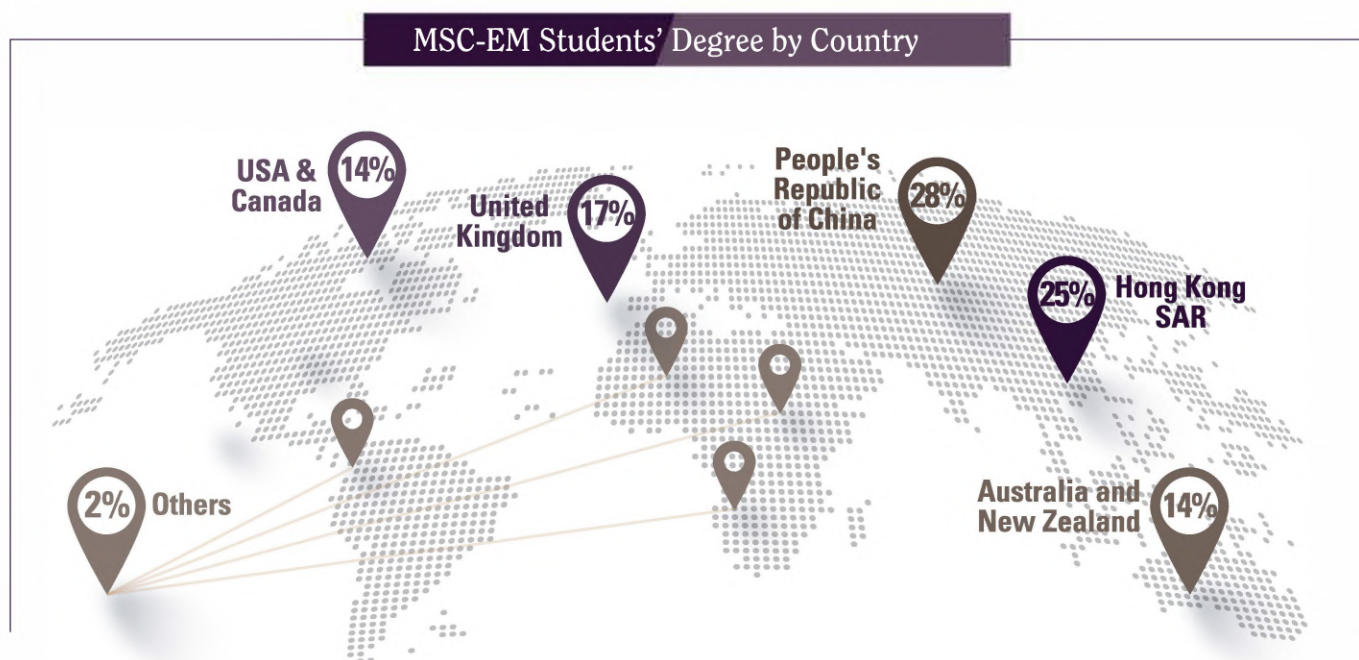 MSC-EM Students' Degree by Country
USA &
Canada
14%
United
Kingdom
17%
People's
Republic
of China
28%
25%
Hong Kong
SAR
2%
Others
Australia and
New Zealand
14%